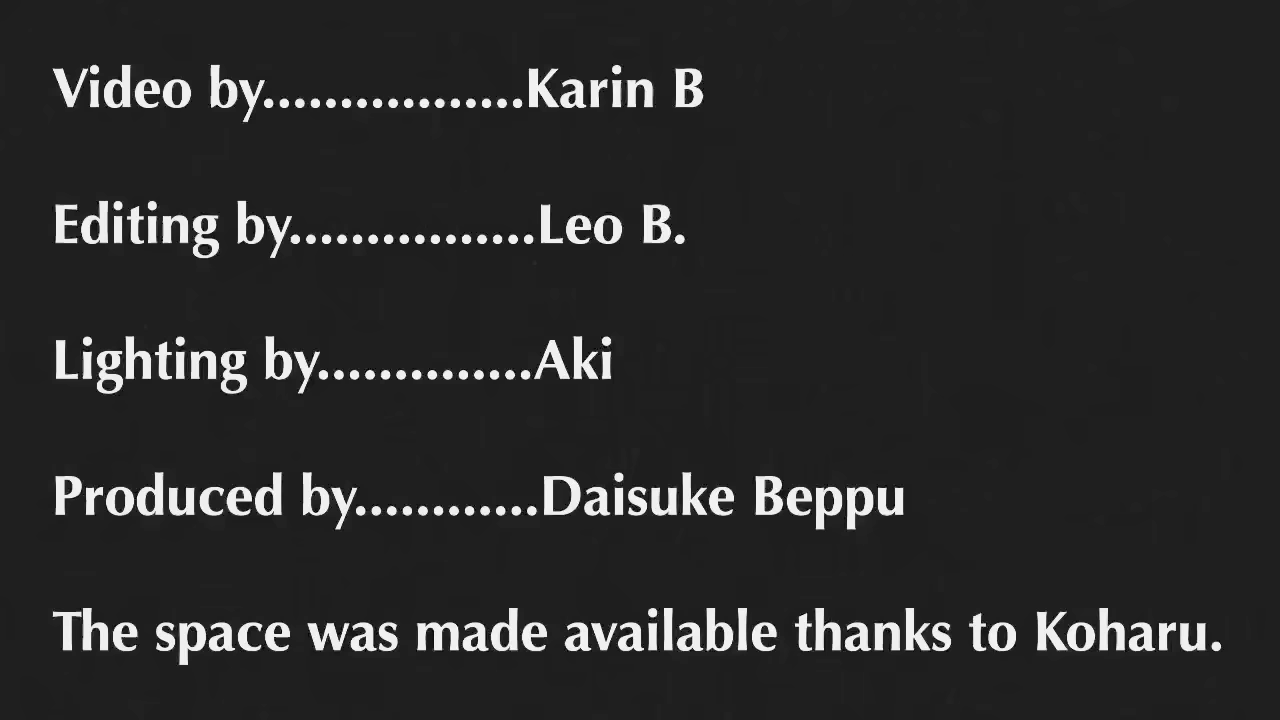 Video by.................Karin B
Editing by................Leo B.
Lighting by..............Aki
Produced by............Daisuke Beppu
The space was made available thanks to Koharu.